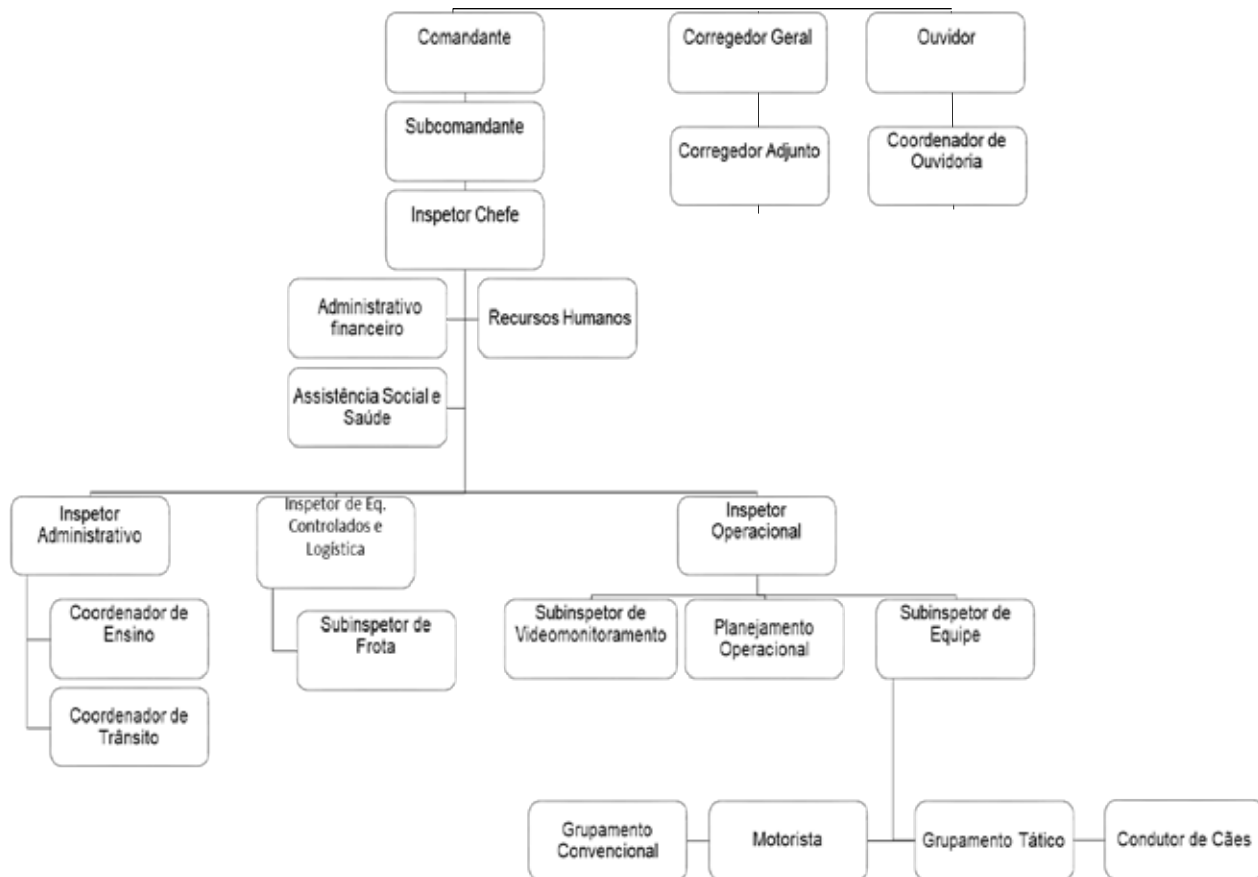 Comandante
Corregedor Geral
Ouvidor
Subcomandante
Corregedor Adjunto
Coordenador de
Ouvidoria
Inspetor Chefe
Administrativo
financeiro
Recursos Humanos
Assistência Social e
Saúde
Inspetor
Administrativo
Inspetor de Eq.
Controlados e
Logística
Inspetor
Operacional
Coordenador de
Ensino
Subinspetor de
Frota
Subinspetor de
Videomonitoramento
Planejamento
Operacional
Subinspetor de
Equipe
Coordenador de
Trânsito
Grupamento
Convencional
Motorista
Grupamento Tático
Condutor de Cães